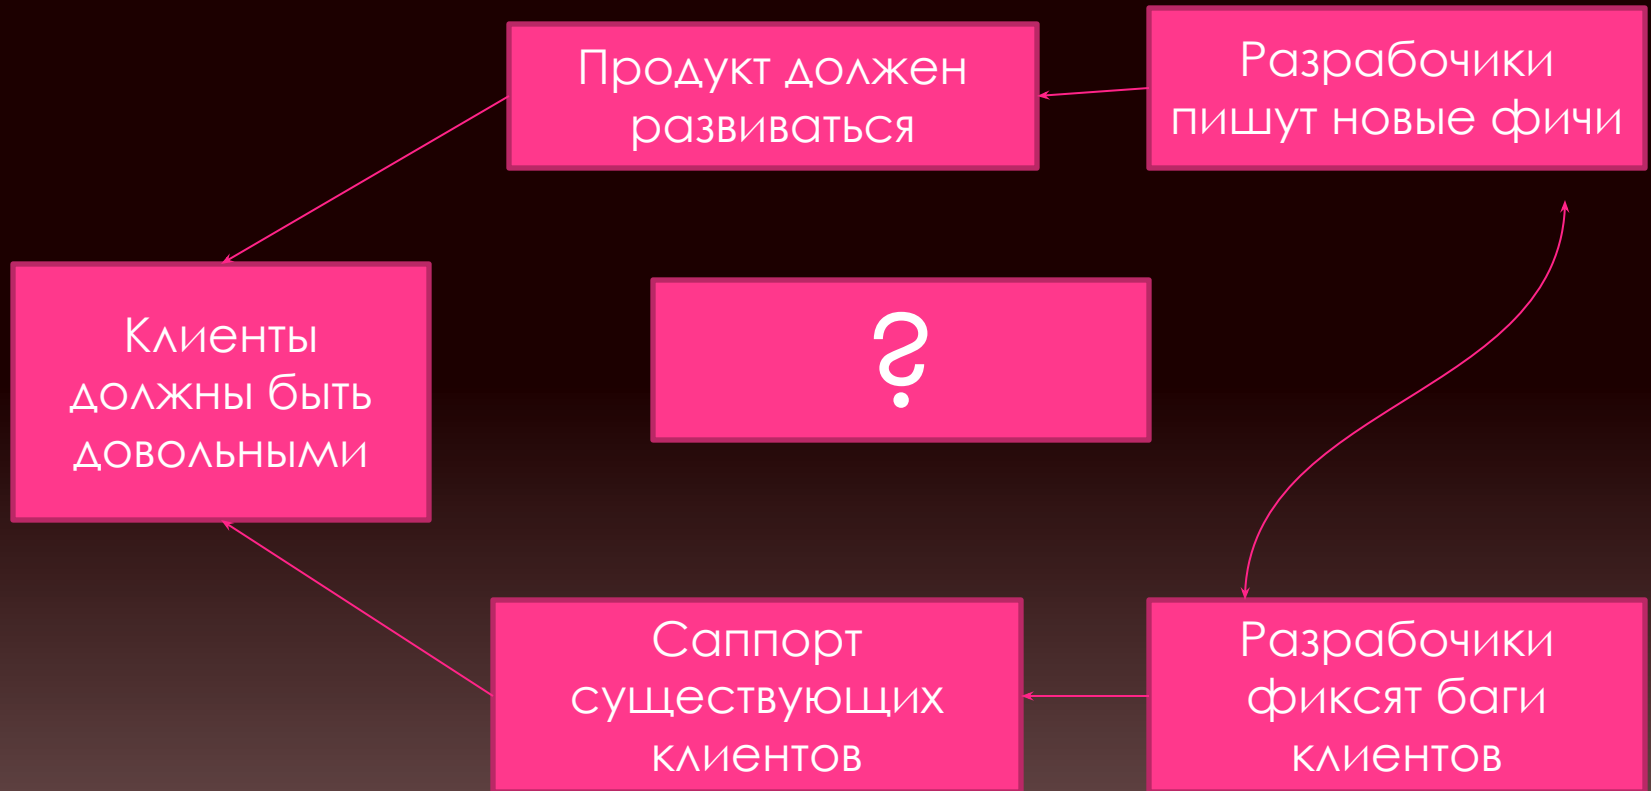 Продукт должен
развиваться
Разрабочики
пишут новые фичи
Клиенты
должны быть
довольными
?
Саппорт
существующих
клиентов
Разрабочики
фиксят баги
клиентов